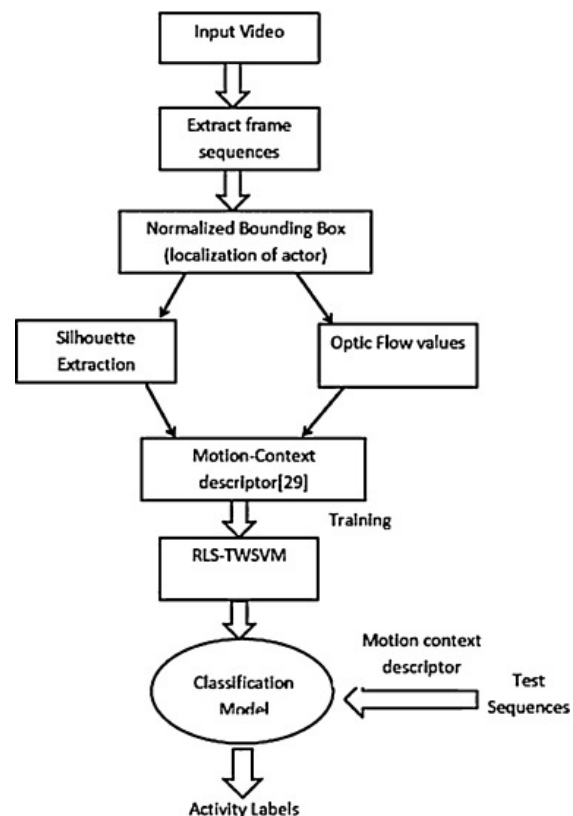 Input Video
Extract frame
sequences
Normalized Bounding Box
(localization of actor)
Silhouette
Extraction
Optic Flow values
Motion-Context
descriptor[29]
Training
RLS-TWSVM
Motion context
descriptor
Classification
Model
Test
Sequences
Activity Labels